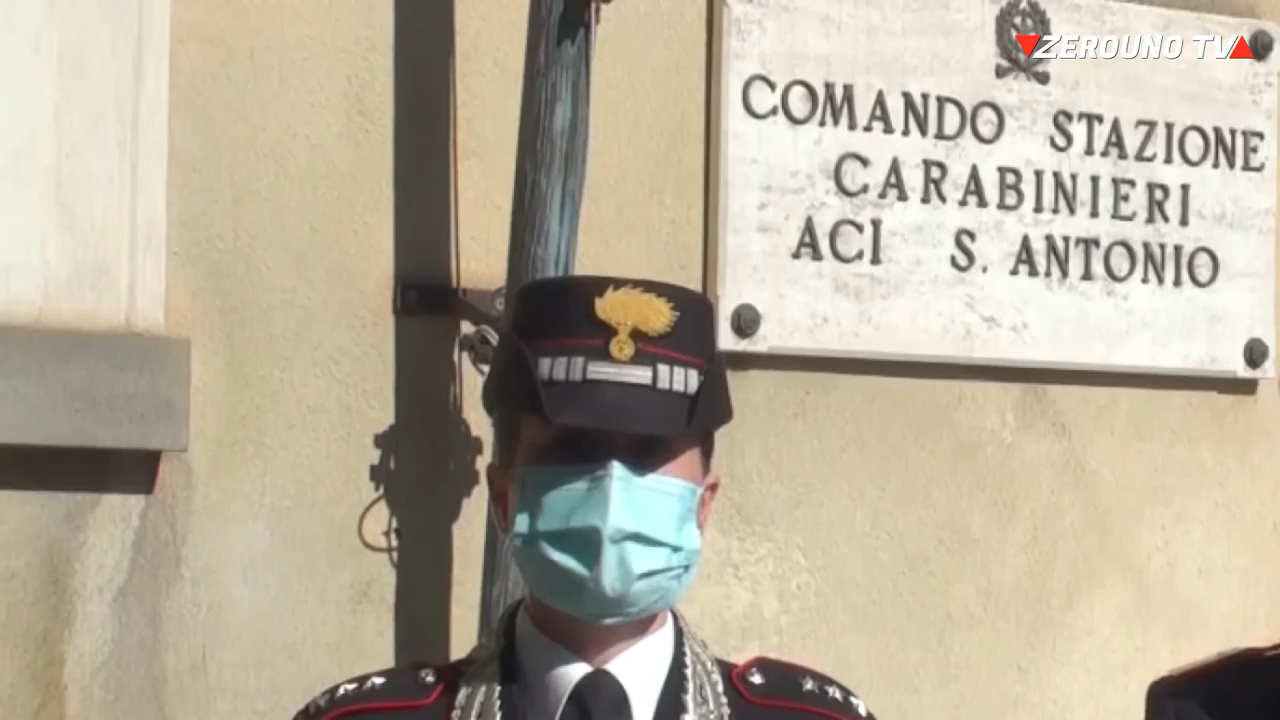 ZEROUNO TV
COMANDO STAZIONE
CARABINIERI
ACI S. ANTONIO